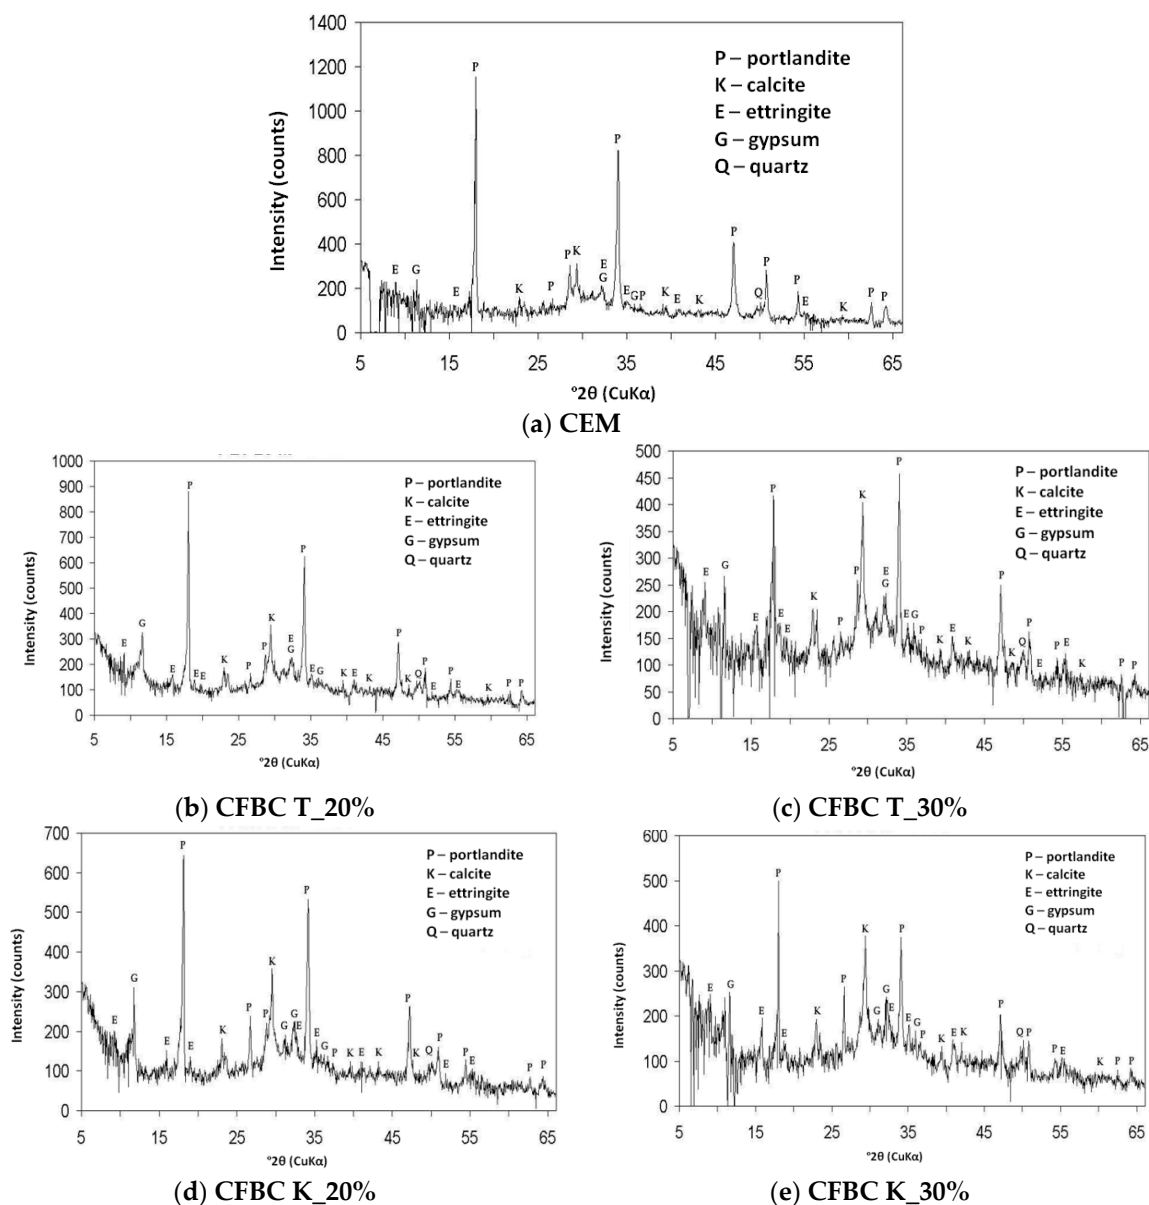 1400
1200
1000
800
600
400
200
0
Intensity (counts)
P – portlandite
K – calcite
E – ettringite
G – gypsum
Q – quartz
P
P
E G E P K K P P K E G E G P K E K P Q P P E K P P
5 15 25 35 45 55 65
°2θ (CuKα)
(a) CEM
1000
900
800
700
600
500
400
300
200
100
0
Intensity (counts)
P – portlandite
K – calcite
E – ettringite
G – gypsum
Q – quartz
P
P
E G E E E K P P K E G E G K E K P K Q P E P E K P P
5 15 25 35 45 55 65
°2θ (CuKα)
(b) CFBC T_20%
500
450
400
350
300
250
200
150
100
50
0
Intensity (counts)
P – portlandite
K – calcite
E – ettringite
G – gypsum
Q – quartz
P
K
P
E G E E E K P P E G E G P K E K P K Q P E P E K P P
5 15 25 35 45 55 65
°2θ (CuKα)
(c) CFBC T_30%
700
600
500
400
300
200
100
0
Intensity (counts)
P – portlandite
K – calcite
E – ettringite
G – gypsum
Q – quartz
P
P
E G E E K P P K G G E E G P K E K P K Q P E P E P P
5 15 25 35 45 55 65
°2θ (CuKα)
(d) CFBC K_20%
600
500
400
300
200
100
0
Intensity (counts)
P – portlandite
K – calcite
E – ettringite
G – gypsum
Q – quartz
P
K P
E G E E K P G G E E G P K E K P Q P P E K P P
5 15 25 35 45 55 65
°2θ (CuKα)
(e) CFBC K_30%